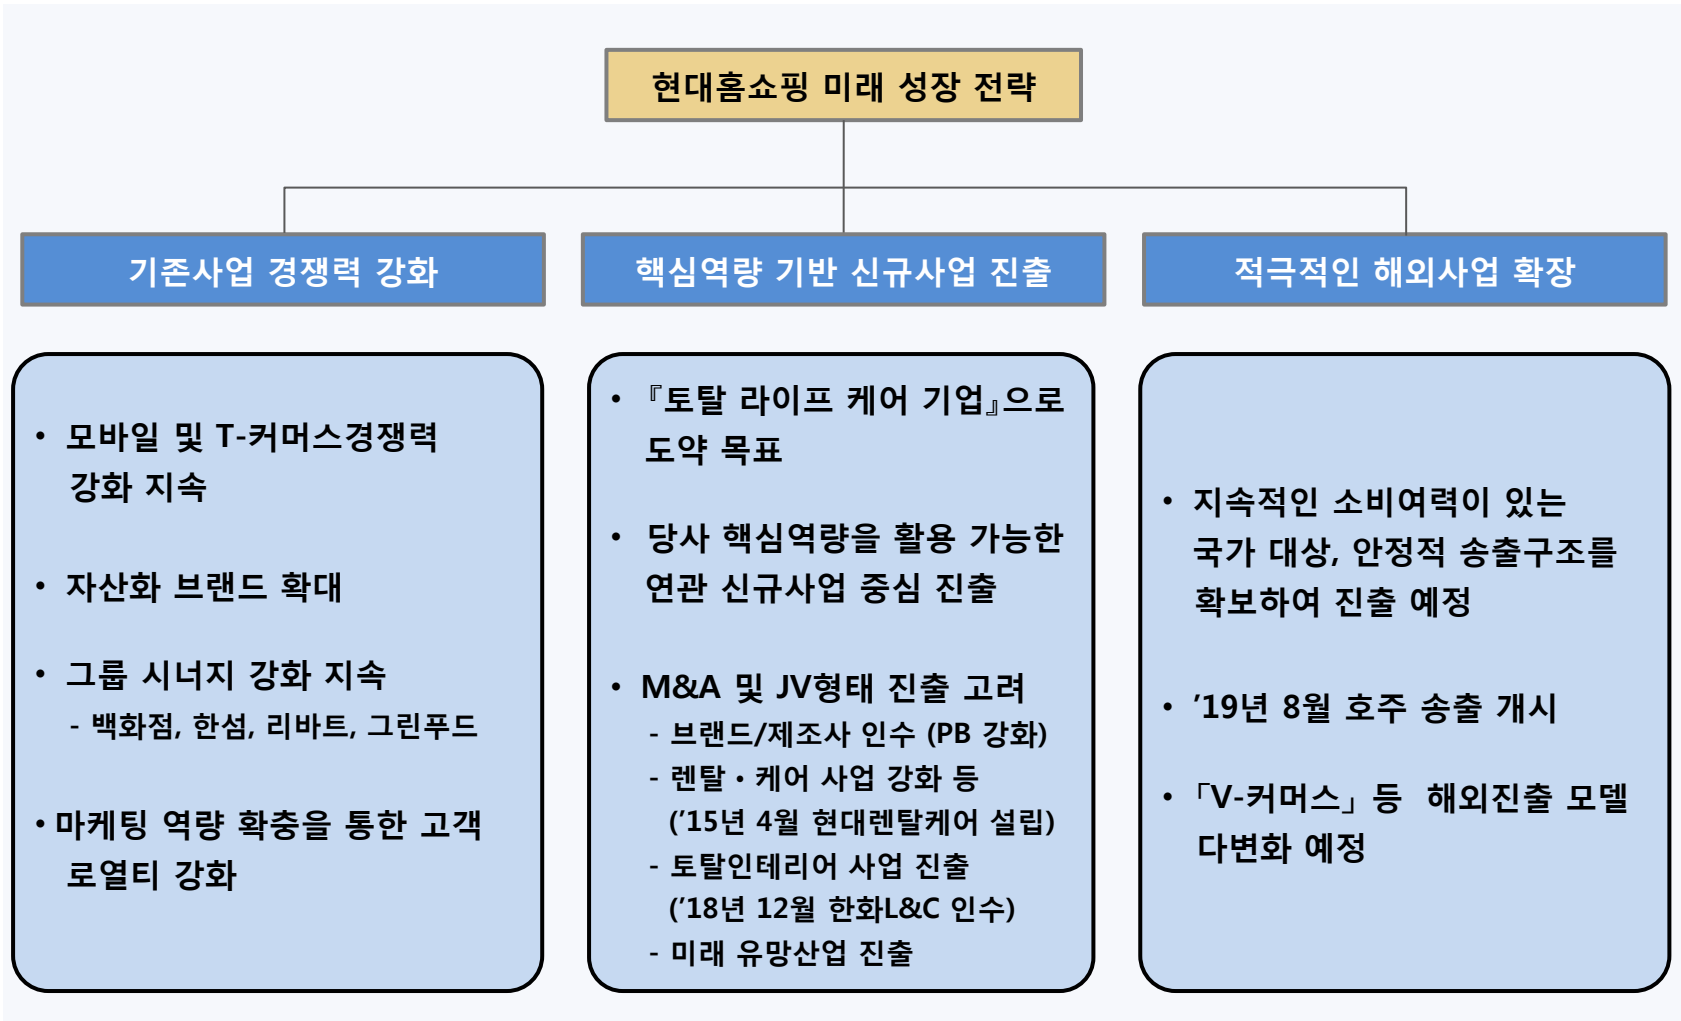 현대홈쇼핑 미래 성장 전략
기존사업 경쟁력 강화
• 모바일 및 T-커머스경쟁력
강화 지속
• 자산화 브랜드 확대
• 그룹 시너지 강화 지속
- 백화점, 한섬, 리바트, 그린푸드
• 마케팅 역량 확충을 통한 고객
로열티 강화
핵심역량 기반 신규사업 진출
• 『토탈 라이프 케어 기업』으로
도약 목표
• 당사 핵심역량을 활용 가능한
연관 신규사업 중심 진출
• M&A 및 JV형태 진출 고려
- 브랜드/제조사 인수 (PB 강화)
- 렌탈・케어 사업 강화 등
(’15년 4월 현대렌탈케어 설립)
- 토탈인테리어 사업 진출
(’18년 12월 한화L&C 인수)
- 미래 유망산업 진출
적극적인 해외사업 확장
• 지속적인 소비여력이 있는
국가 대상, 안정적 송출구조를
확보하여 진출 예정
• ’19년 8월 호주 송출 개시
• 「V-커머스」 등 해외진출 모델
다변화 예정